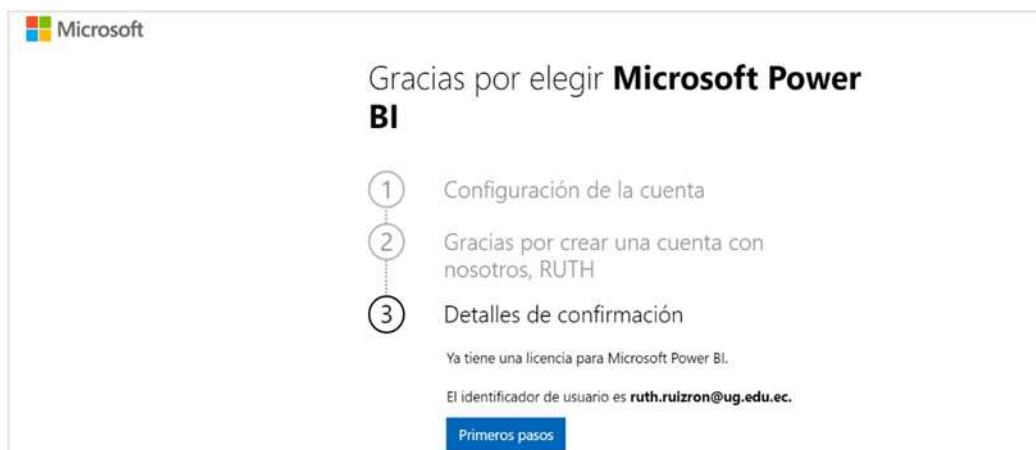 Microsoft
Gracias por elegir Microsoft Power
BI
1 Configuración de la cuenta
2 Gracias por crear una cuenta con
nosotros, RUTH
3 Detalles de confirmación
Ya tiene una licencia para Microsoft Power BI.
El identificador de usuario es ruth.ruizron@ug.edu.ec.
Primeros pasos